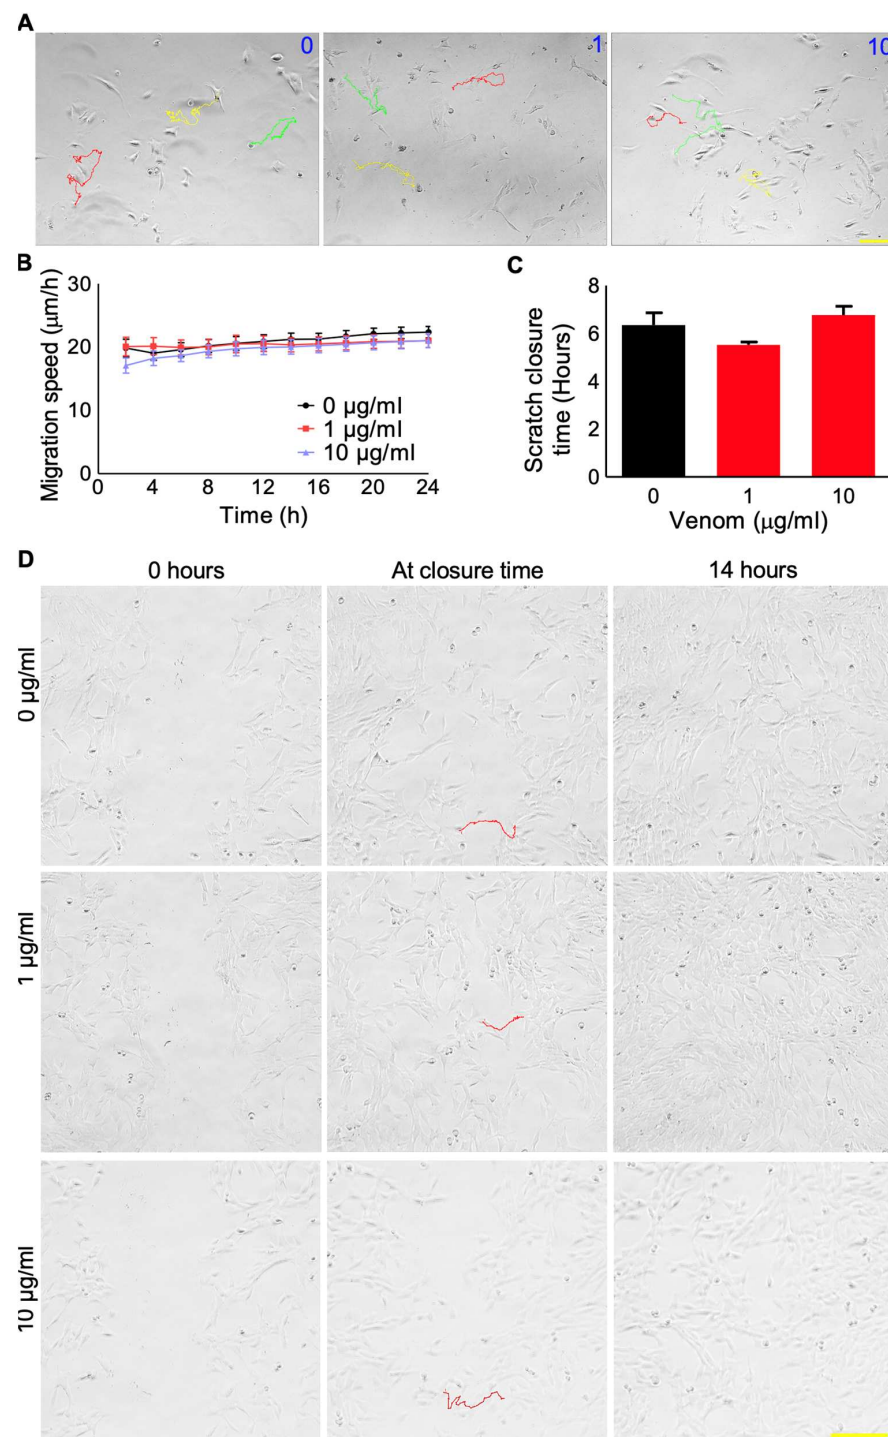 A
0
1
10
B
Migration speed (μm/h)
30
20
10
0
0 μg/ml
1 μg/ml
10 μg/ml
0 4 8 12 16 20 24
Time (h)
C
Scratch closure
time (Hours)
8
6
4
2
0
0 1 10
Venom (μg/ml)
D
0 hours At closure time 14 hours
0 μg/ml
1 μg/ml
10 μg/ml